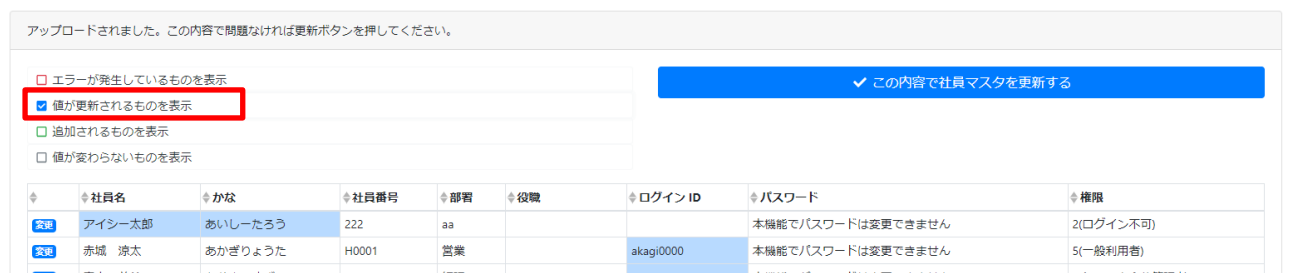 アップロードされました。この内容で問題なければ更新ボタンを押してください。
エラーが発生しているものを表示
この内容で社員マスタを更新する
値が更新されるものを表示
追加されるものを表示
値が変わらないものを表示
社員名 かな 社員番号 部署 役職 ログイン ID パスワード 権限
変更 アイシー太郎 あいしーたろう 222 aa 本機能でパスワードは変更できません 2(ログイン不可)
変更 赤城 涼太 あかぎりょうた H0001 営業 akagi0000 本機能でパスワードは変更できません 5(一般利用者)